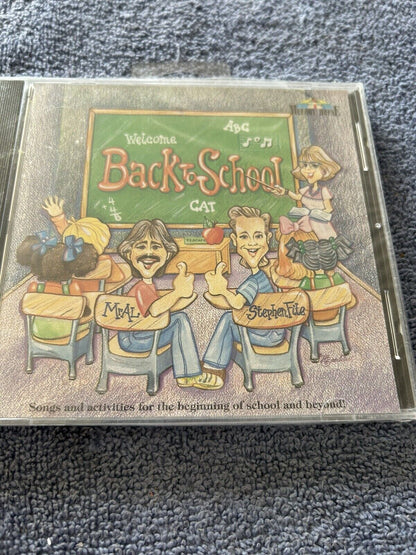 ABC
Welcome
Back to School
CAT
Mr. AL
Stephen Fite
Songs and activities for the beginning of school and beyond!